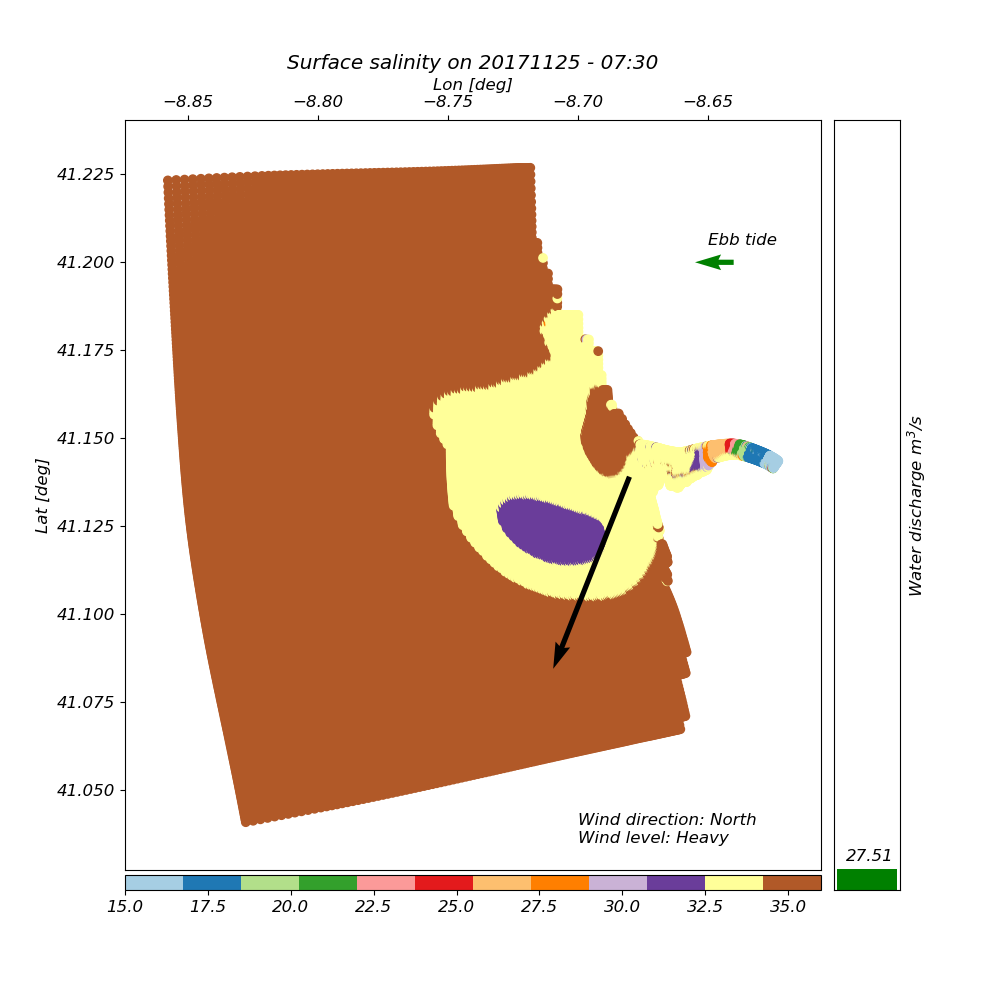 Surface salinity on 20171125 - 07:30
Lon [deg]
−8.85 −8.80 −8.75 −8.70 −8.65
41.225
41.200
41.175
41.150
41.125
41.100
41.075
41.050
Lat [deg]
Ebb tide
Wind direction: North
Wind level: Heavy
Water discharge m³/s
27.51
15.0 17.5 20.0 22.5 25.0 27.5 30.0 32.5 35.0